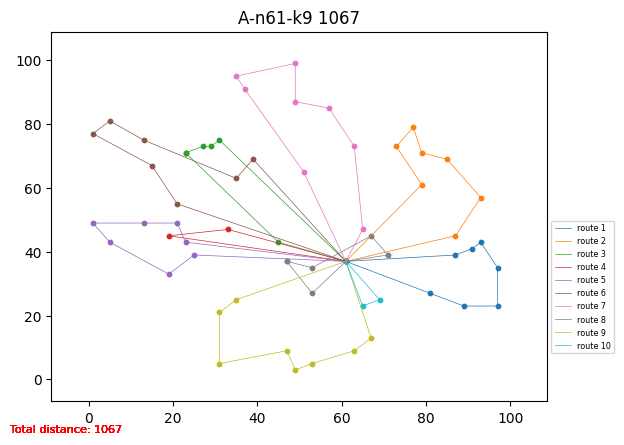 A-n61-k9 1067
100
80
60
40
20
0
0 20 40 60 80 100
route 1
route 2
route 3
route 4
route 5
route 6
route 7
route 8
route 9
route 10
Total distance: 1067